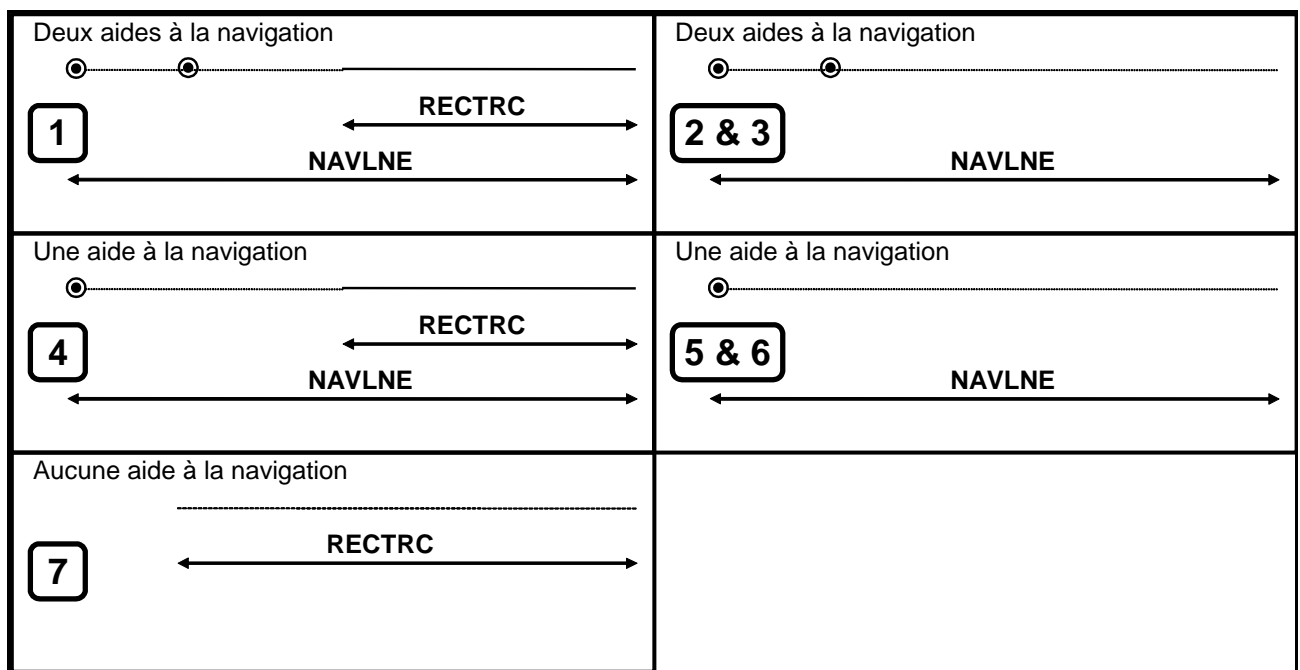 Deux aides à la navigation
RECTRC
1
NAVLNE
Deux aides à la navigation
2 & 3
NAVLNE
Une aide à la navigation
RECTRC
4
NAVLNE
Une aide à la navigation
5 & 6
NAVLNE
Aucune aide à la navigation
RECTRC
7